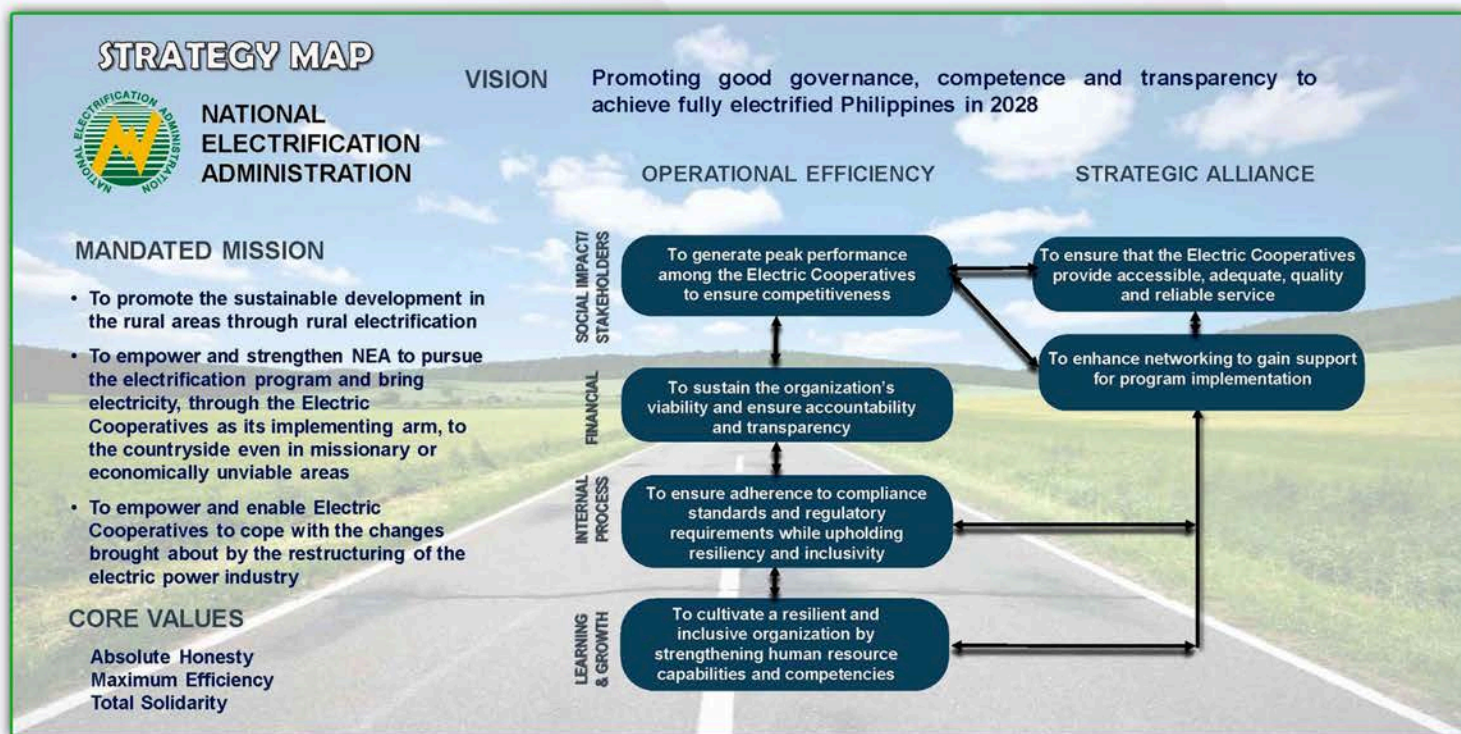 STRATEGY MAP
NATIONAL ELECTRIFICATION ADMINISTRATION
NATIONAL
ELECTRIFICATION
ADMINISTRATION
VISION
Promoting good governance, competence and transparency to
achieve fully electrified Philippines in 2028
MANDATED MISSION
• To promote the sustainable development in
the rural areas through rural electrification
• To empower and strengthen NEA to pursue
the electrification program and bring
electricity, through the Electric
Cooperatives as its implementing arm, to
the countryside even in missionary or
economically unviable areas
• To empower and enable Electric
Cooperatives to cope with the changes
brought about by the restructuring of the
electric power industry
CORE VALUES
Absolute Honesty
Maximum Efficiency
Total Solidarity
OPERATIONAL EFFICIENCY
STRATEGIC ALLIANCE
SOCIAL IMPACT/
STAKEHOLDERS
To generate peak performance
among the Electric Cooperatives
to ensure competitiveness
To ensure that the Electric Cooperatives
provide accessible, adequate, quality
and reliable service
To enhance networking to gain support
for program implementation
FINANCIAL
To sustain the organization's
viability and ensure accountability
and transparency
INTERNAL
PROCESS
To ensure adherence to compliance
standards and regulatory
requirements while upholding
resiliency and inclusivity
LEARNING
& GROWTH
To cultivate a resilient and
inclusive organization by
strengthening human resource
capabilities and competencies